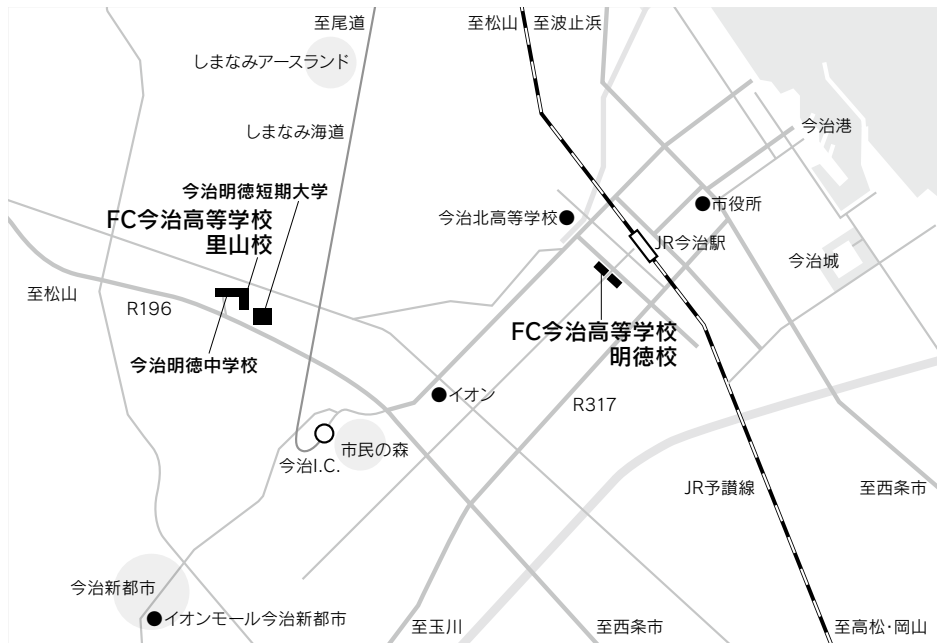 至尾道
至松山
至波止浜
しまなみアースランド
しまなみ海道
今治港
今治明徳短期大学
FC今治高等学校
里山校
今治北高等学校
市役所
JR今治駅
今治城
至松山
R196
FC今治高等学校
明徳校
今治明徳中学校
イオン
R317
市民の森
今治I.C.
JR予讃線
至西条市
今治新都市
イオンモール今治新都市
至玉川
至西条市
至高松・岡山